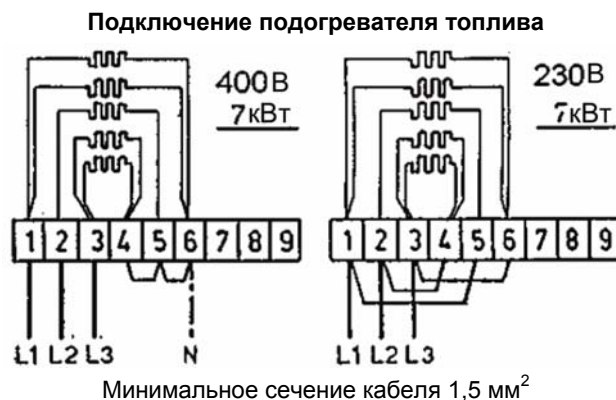 Подключение подогревателя топлива
400В 230В
7кВт 7кВт
1 2 3 4 5 6 7 8 9 1 2 3 4 5 6 7 8 9
L1 L2 L3 N L1 L2 L3
Минимальное сечение кабеля 1,5 мм²